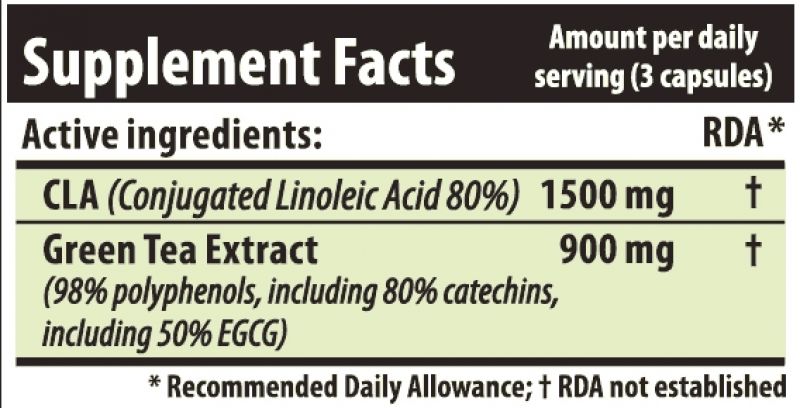 Supplement Facts
Amount per daily
serving (3 capsules)
Active ingredients: RDA*
CLA (Conjugated Linoleic Acid 80%) 1500 mg †
Green Tea Extract 900 mg †
(98% polyphenols, including 80% catechins,
including 50% EGCG)
* Recommended Daily Allowance; † RDA not established